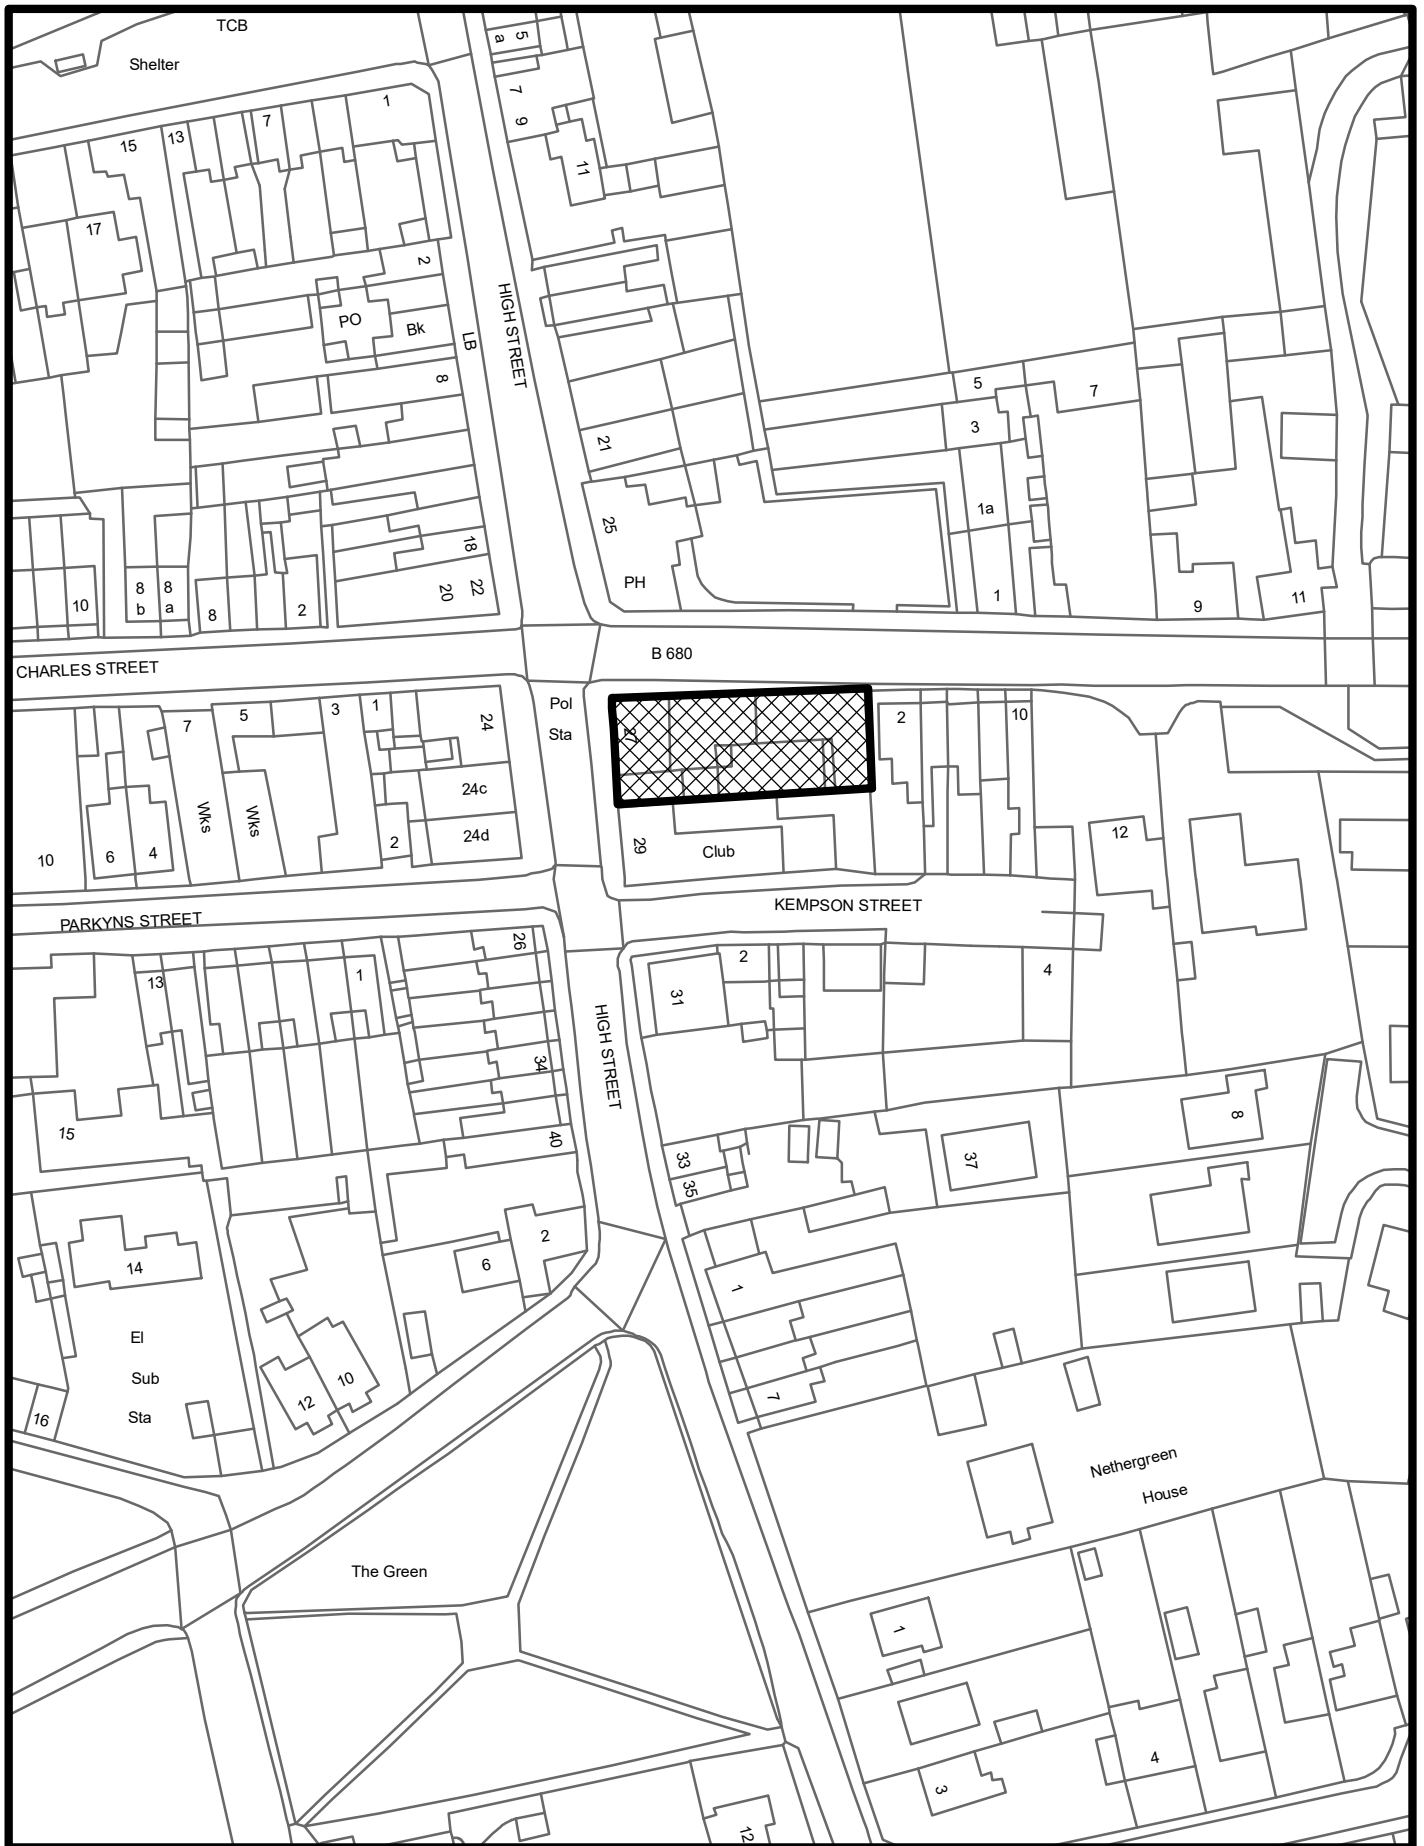 TCB
Shelter
a
5
7
9
11
1
7
13
15
17
2
PO
Bk
LB
HIGH STREET
8
5
7
3
21
1a
25
18
PH
20
22
10
8
b
8
a
8
2
1
9
11
CHARLES STREET
B 680
Pol
Sta
27
7
5
3
1
24
2
10
Wks
Wks
24c
24d
2
10
6
4
29
Club
12
PARKYNS STREET
KEMPSON STREET
26
13
1
31
2
4
HIGH STREET
34
15
40
33
35
37
8
14
6
2
1
El
Sub
Sta
10
12
16
7
Nethergreen
House
The Green
1
3
4
12